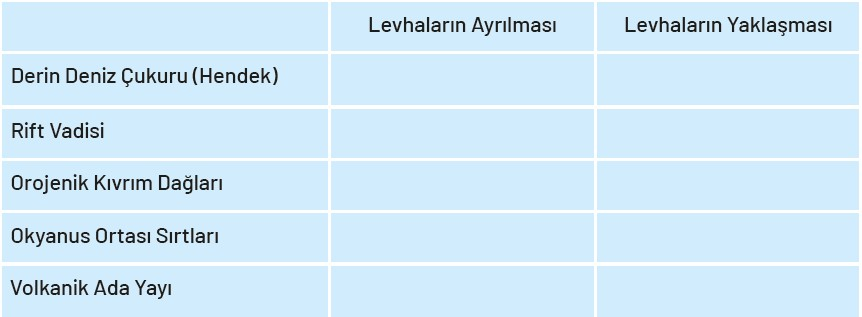 Levhaların Ayrılması
Levhaların Yaklaşması
Derin Deniz Çukuru (Hendek)
Rift Vadisi
Orojenik Kıvrım Dağları
Okyanus Ortası Sırtları
Volkanik Ada Yayı